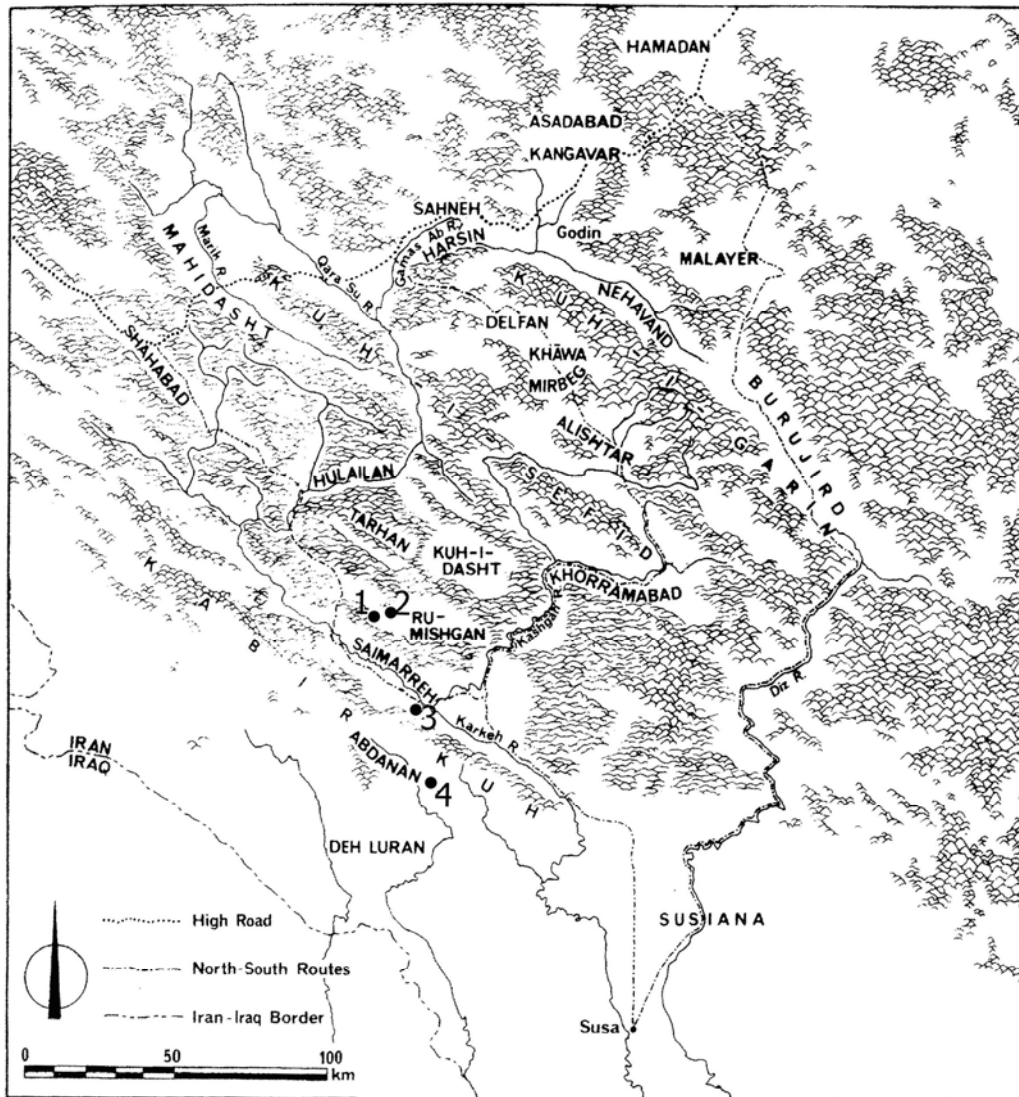 HAMADAN
ASADABAD
KANGAVAR
SAHNEH
Godin
Gamas Ab R.
HARSIN
MAHIDASHT
Marik R.
Qara Su R.
KUH
MALAYER
NEHAVAND
DELFAN
KUH-I-GARIN
SHAHABAD
KHĀWA
MIRBEG
BURUJIRD
ALISHTAR
HULAILAN
SEFID
TARHAN
KUH-I-
DASHT
KHORRAMABAD
KABIR KUH
1
2
RU-
MISHGAN
Kashgan R.
SAIMARREH
3
Karkeh R.
Diz R.
IRAN
IRAQ
ABDANAN
4
DEH LURAN
SUSIANA
High Road
North-South Routes
Iran-Iraq Border
Susa
0 50 100
km